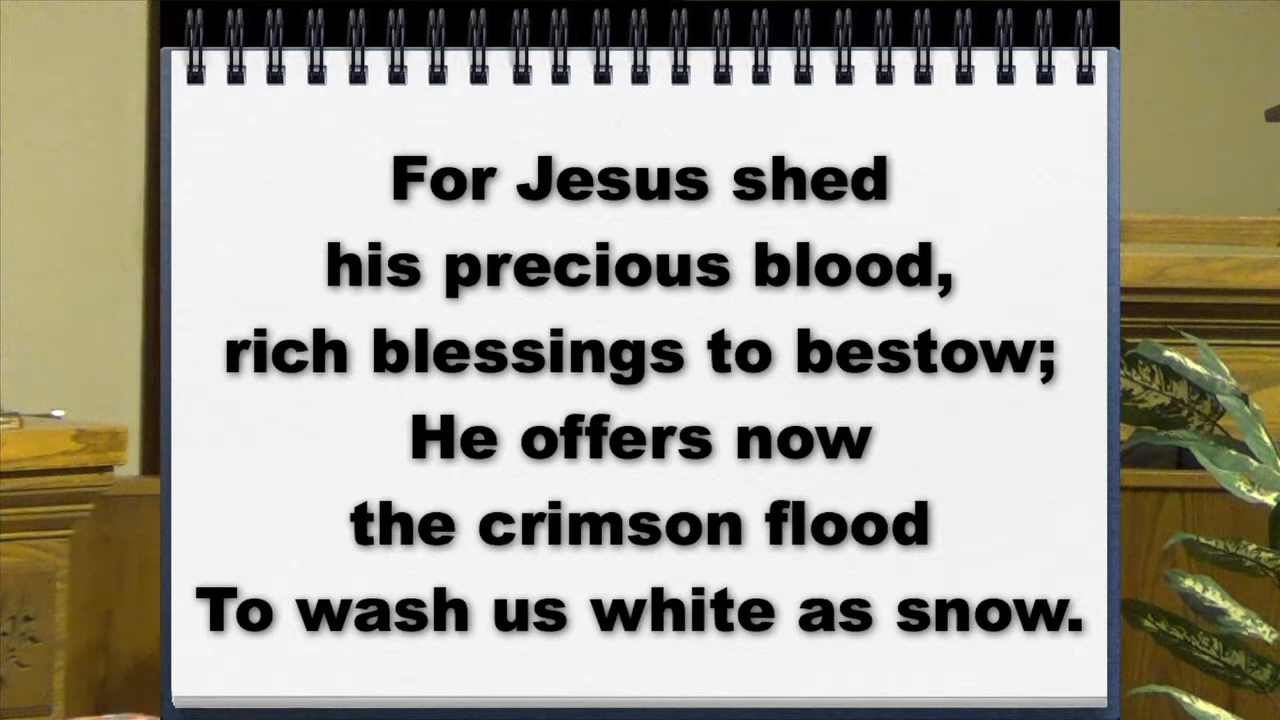 For Jesus shed
his precious blood,
rich blessings to bestow;
He offers now
the crimson flood
To wash us white as snow.